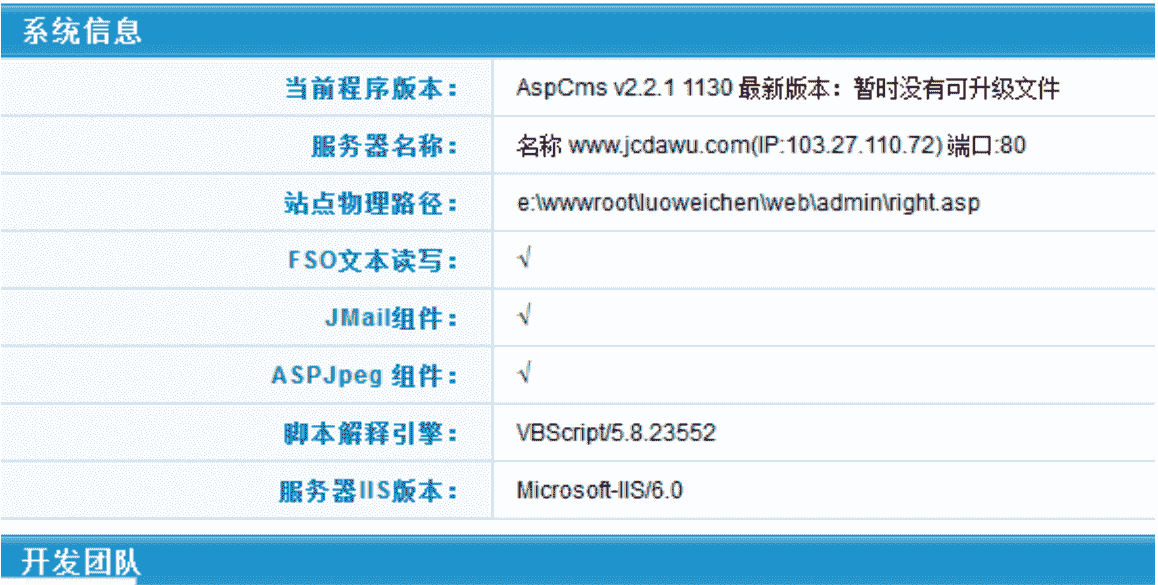 系统信息
当前程序版本： AspCms v2.2.1 1130 最新版本：暂时没有可升级文件
服务器名称： 名称 www.jcdawu.com(IP:103.27.110.72) 端口:80
站点物理路径： e:\wwwroot\luoweichen\web\admin\right.asp
FSO文本读写： √
JMail组件： √
ASPJpeg 组件： √
脚本解释引擎： VBScript/5.8.23552
服务器IIS版本： Microsoft-IIS/6.0
开发团队